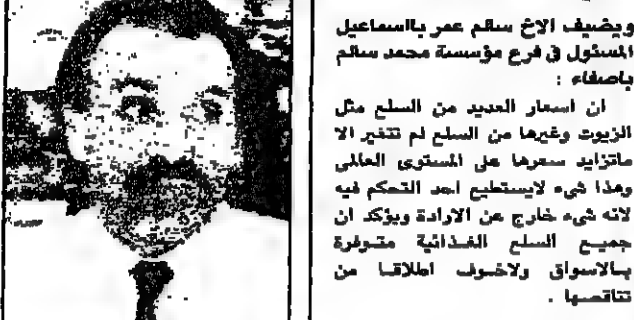 ويضيف الاخ سالم عمر بااسماعيل
المسئول في فرع مؤسسة محمد سالم
باصفاء :
ان اسعار العديد من السلع مثل
الزيوت وغيرها من السلع لم تتغير الا
ماتزايد سعرها على المستوى العالمي
وهذا شيء لايستطيع احد التحكم فيه
لانه شيء خارج عن الارادة ويؤكد ان
جميع السلع الغذائية متوفرة
بالاسواق ولاخوف اطلاقا من
تناقصها .